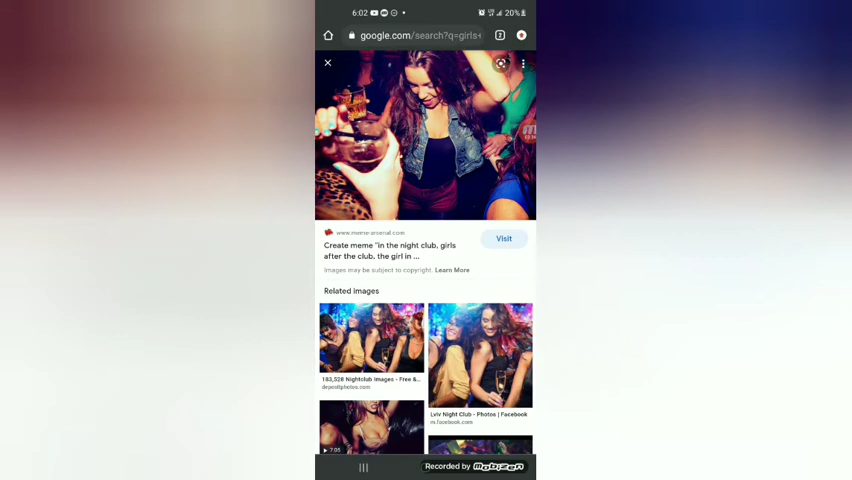 6:02 20%
google.com/search?q=girls+ 2
www.meme-arsenal.com
Create meme "in the night club, girls
after the club, the girl in ...
Visit
Images may be subject to copyright. Learn More
Related images
183,528 Nightclub Images - Free &...
depositphotos.com
Lviv Night Club - Photos | Facebook
m.facebook.com
7:05
Recorded by mobizen